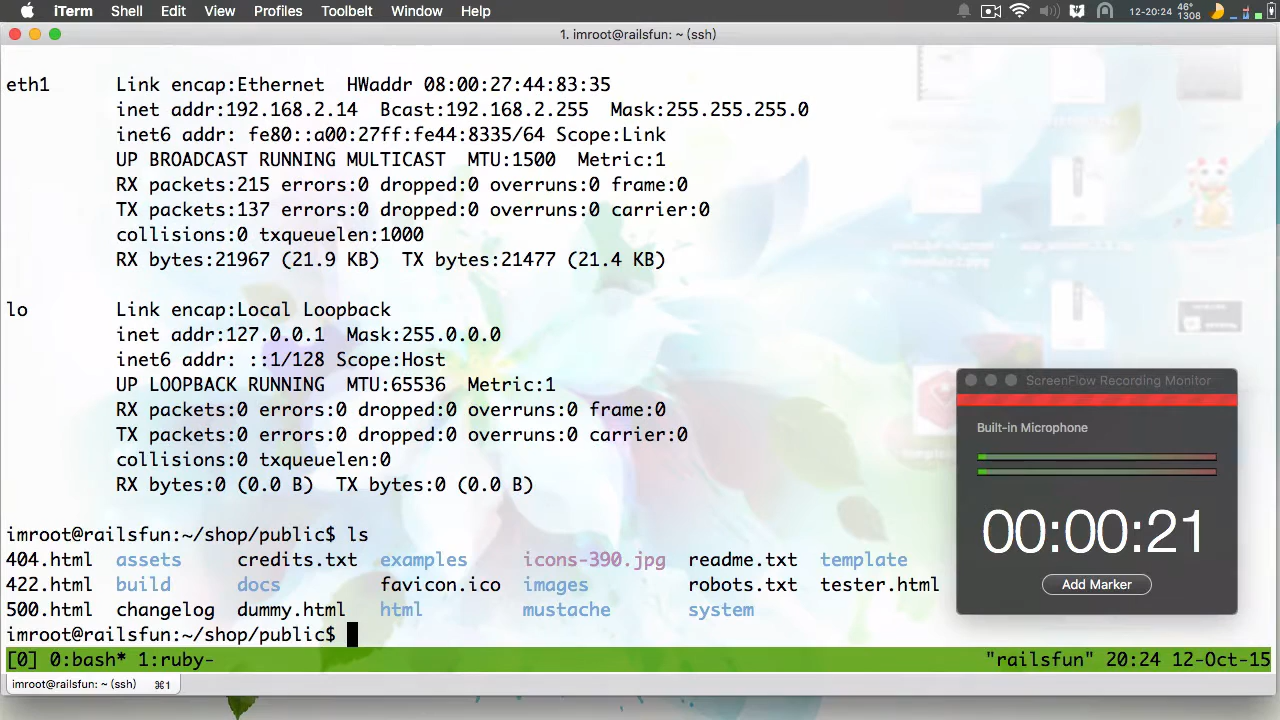 iTerm Shell Edit View Profiles Toolbelt Window Help 12-20:24 46° 1308
1. imroot@railsfun: ~ (ssh)
eth1 Link encap:Ethernet HWaddr 08:00:27:44:83:35
inet addr:192.168.2.14 Bcast:192.168.2.255 Mask:255.255.255.0
inet6 addr: fe80::a00:27ff:fe44:8335/64 Scope:Link
UP BROADCAST RUNNING MULTICAST MTU:1500 Metric:1
RX packets:215 errors:0 dropped:0 overruns:0 frame:0
TX packets:137 errors:0 dropped:0 overruns:0 carrier:0
collisions:0 txqueuelen:1000
RX bytes:21967 (21.9 KB) TX bytes:21477 (21.4 KB)
lo Link encap:Local Loopback
inet addr:127.0.0.1 Mask:255.0.0.0
inet6 addr: ::1/128 Scope:Host
UP LOOPBACK RUNNING MTU:65536 Metric:1
RX packets:0 errors:0 dropped:0 overruns:0 frame:0
TX packets:0 errors:0 dropped:0 overruns:0 carrier:0
collisions:0 txqueuelen:0
RX bytes:0 (0.0 B) TX bytes:0 (0.0 B)
imroot@railsfun:~/shop/public$ ls
404.html assets credits.txt examples icons-390.jpg readme.txt template
422.html build docs favicon.ico images robots.txt tester.html
500.html changelog dummy.html html mustache system
imroot@railsfun:~/shop/public$
[0] 0:bash* 1:ruby- "railsfun" 20:24 12-Oct-15
imroot@railsfun: ~ (ssh) ⌘1
ScreenFlow Recording Monitor
Built-in Microphone
00:00:21
Add Marker